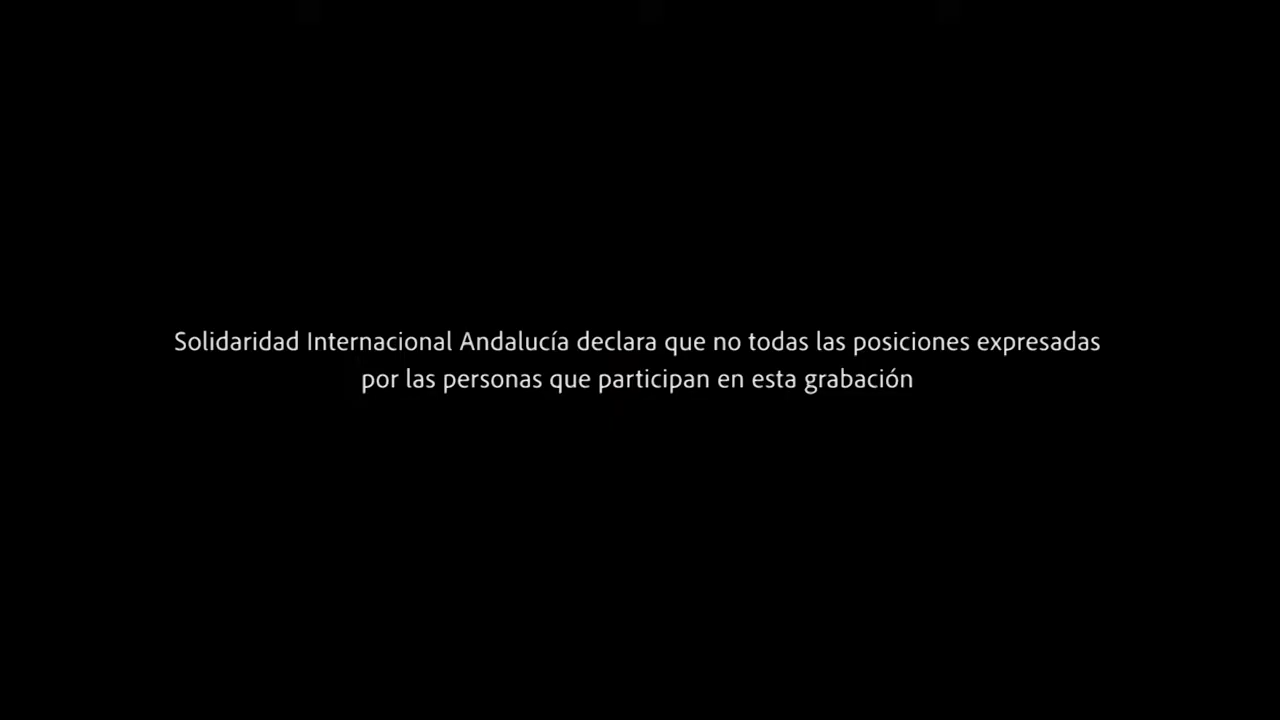 Solidaridad Internacional Andalucía declara que no todas las posiciones expresadas
por las personas que participan en esta grabación